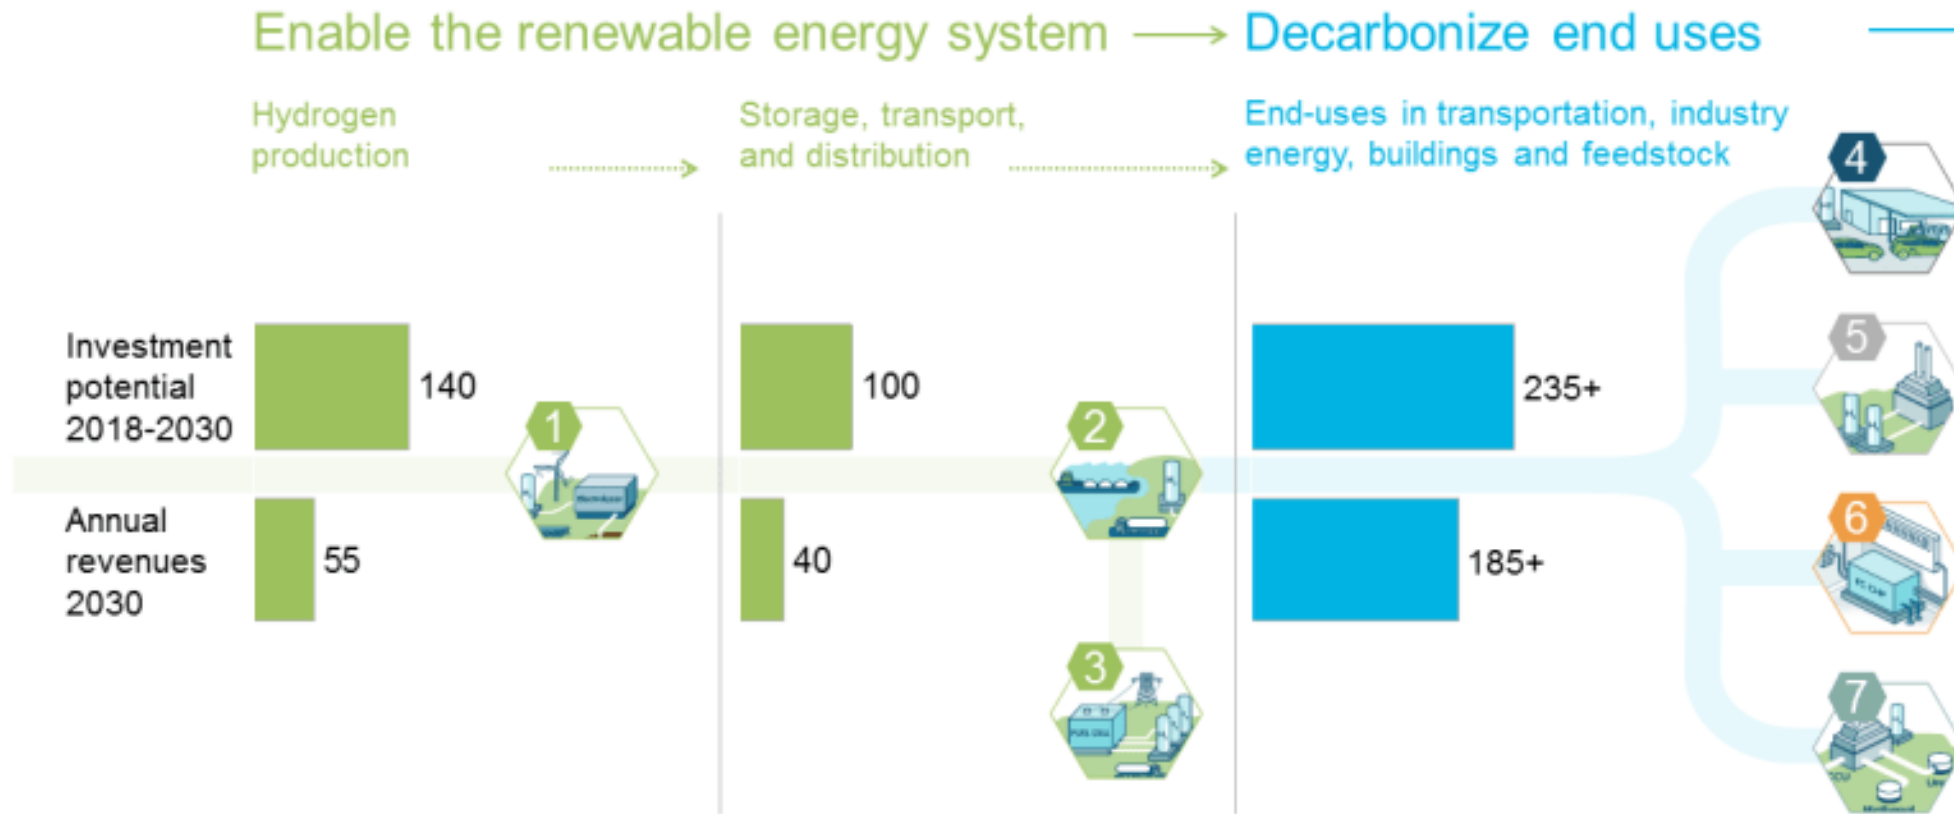 Enable the renewable energy system
Decarbonize end uses
Hydrogen
production
Storage, transport,
and distribution
End-uses in transportation, industry
energy, buildings and feedstock
4
Investment
potential
2018-2030
140
100
235+
5
1
2
Annual
revenues
2030
55
40
185+
6
3
FUEL CELL
7